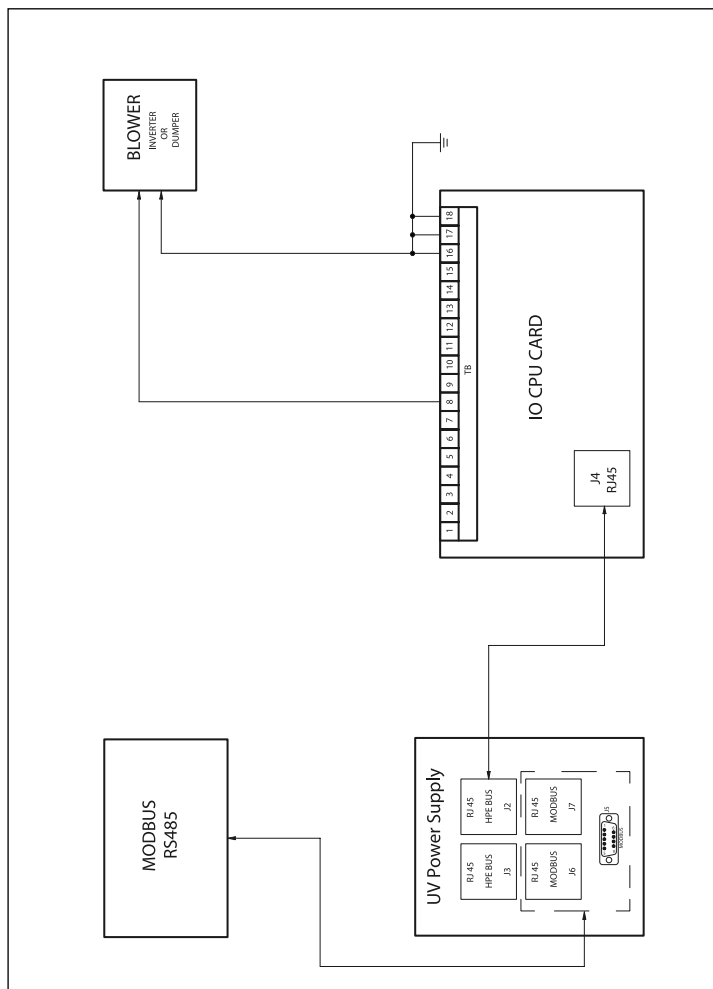 BLOWER
INVERTER
OR
DUMPER
18
17
16
15
14
13
12
11
10
9
8
7
6
5
4
3
2
1
TB
IO CPU CARD
J4
RJ45
MODBUS
RS485
UV Power Supply
RJ 45
HPE BUS
J2
RJ 45
MODBUS
J7
RJ 45
HPE BUS
J3
RJ 45
MODBUS
J6
J5
MODBUS